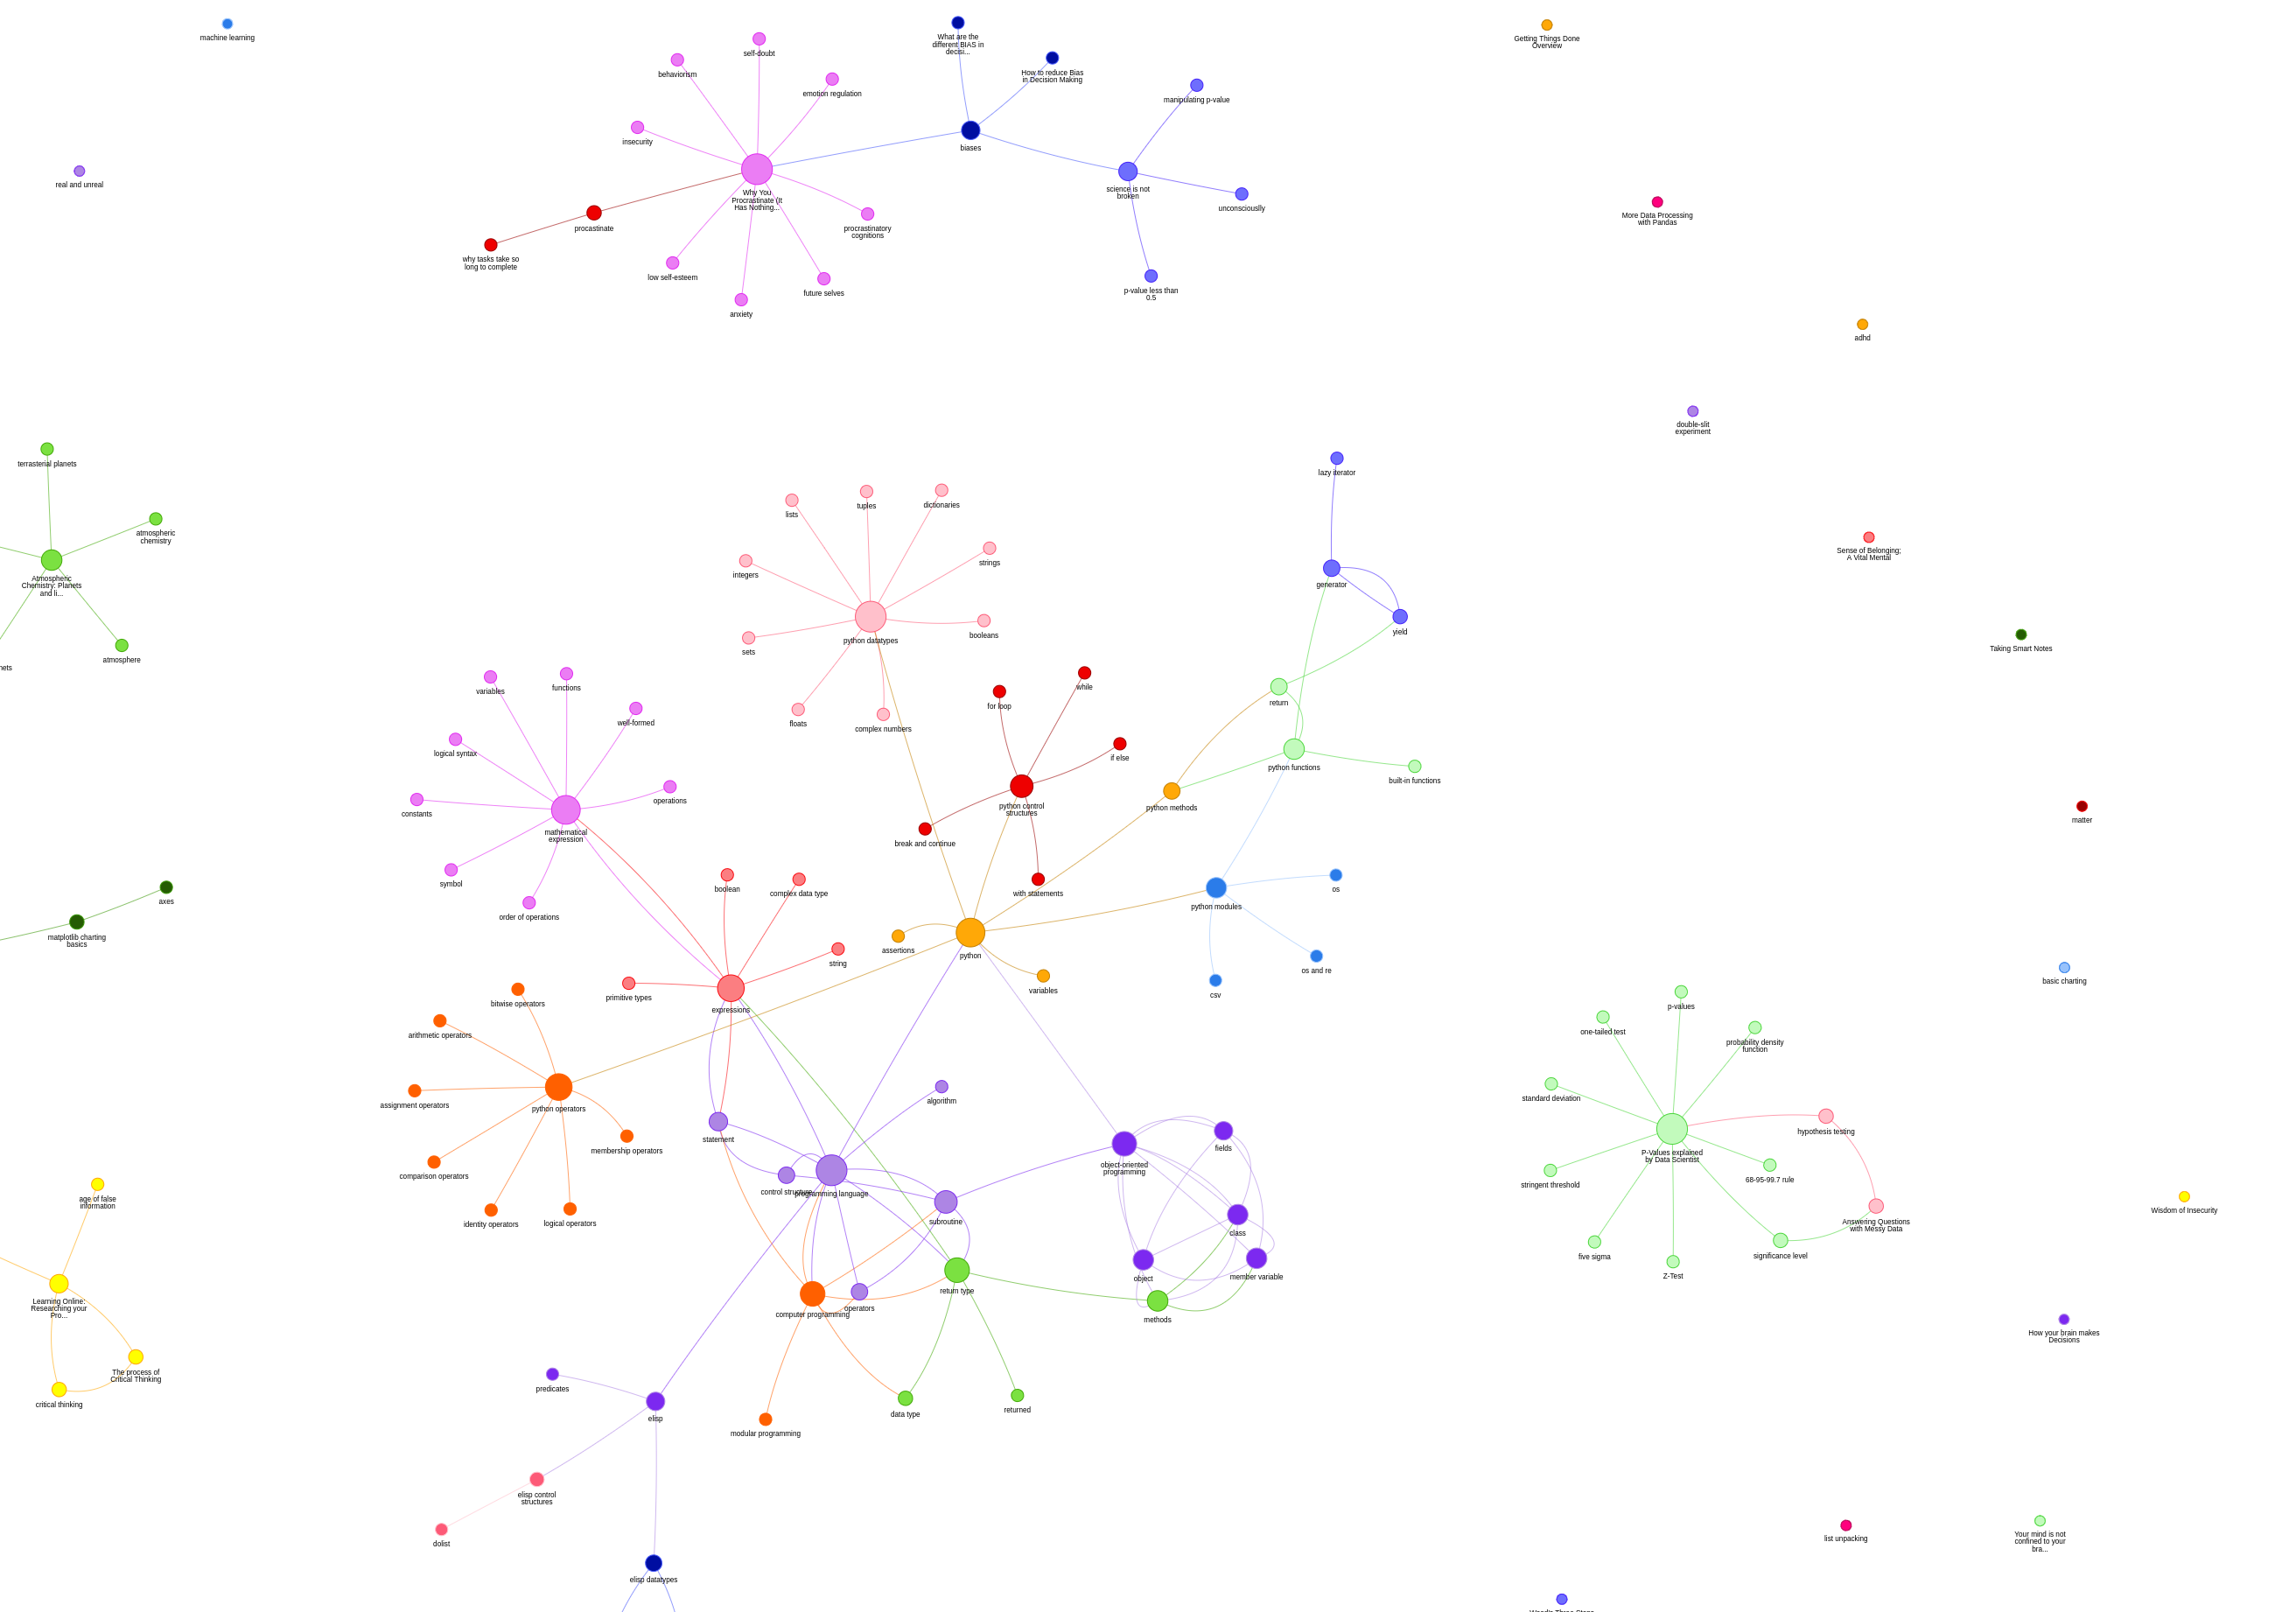 machine learning
self-doubt
behaviorism
emotion regulation
What are the
different BIAS in
decisi...
How to reduce Bias
in Decision Making
manipulating p-value
Getting Things Done
Overview
insecurity
biases
real and unreal
Why You
Procrastinate (It
Has Nothing...
science is not
broken
unconsciouslly
More Data Processing
with Pandas
procastinate
procrastinatory
cognitions
why tasks take so
long to complete
low self-esteem
future selves
anxiety
p-value less than
0.5
adhd
double-slit
experiment
terrasterial planets
lazy iterator
lists
tuples
dictionaries
atmospheric
chemistry
strings
Sense of Belonging;
A Vital Mental
integers
generator
Atmospheric
Chemistry: Planets
and li...
python datatypes
booleans
yield
sets
atmosphere
Taking Smart Notes
nets
variables
functions
while
for loop
return
well-formed
floats
complex numbers
logical syntax
if else
python functions
built-in functions
operations
constants
python control
structures
python methods
matter
mathematical
expression
break and continue
symbol
boolean
complex data type
with statements
os
axes
python modules
order of operations
matplotlib charting
basics
assertions
python
string
os and re
variables
csv
basic charting
primitive types
expressions
bitwise operators
p-values
arithmetic operators
one-tailed test
probability density
function
algorithm
assignment operators
python operators
standard deviation
statement
hypothesis testing
membership operators
fields
object-oriented
programming
P-Values explained
by Data Scientist
comparison operators
control structure
programming language
68-95-99.7 rule
stringent threshold
age of false
information
identity operators
logical operators
subroutine
class
Answering Questions
with Messy Data
Wisdom of Insecurity
five sigma
significance level
Z-Test
object
member variable
return type
Learning Online:
Researching your
Pro...
computer programming
operators
methods
How your brain makes
Decisions
The process of
Critical Thinking
critical thinking
predicates
elisp
data type
returned
modular programming
elisp control
structures
dolist
list unpacking
Your mind is not
confined to your
bra...
elisp datatypes